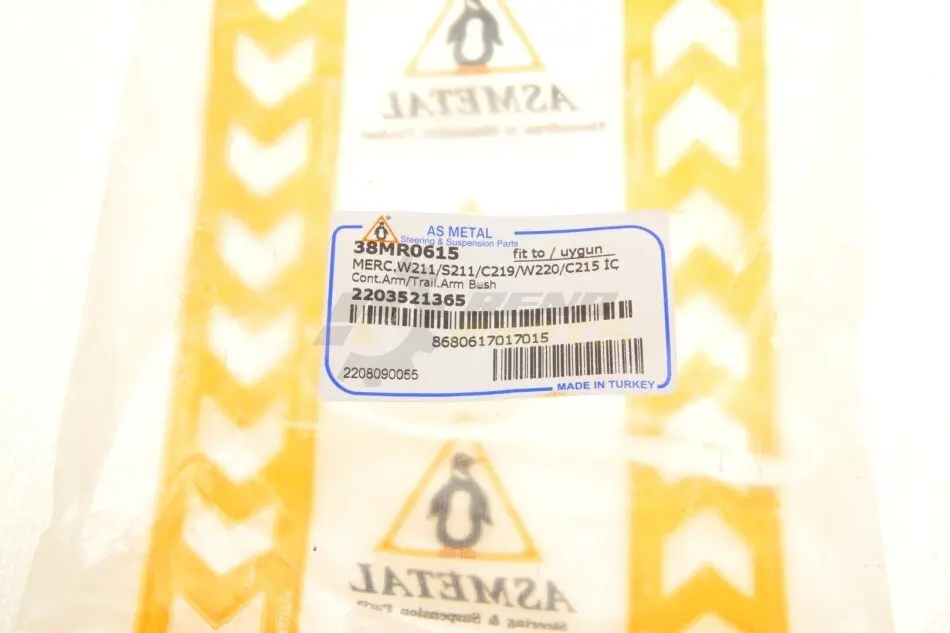 ASMETAL
AS METAL
Steering & Suspension Parts
38MR0615
fit to / uygun
MERC.W211/S211/C219/W220/C215 İÇ
Cont.Arm/Trail.Arm Bush
2203521365
8680617017015
2208090055
MADE IN TURKEY
ASMETAL
Steering & Suspension Parts